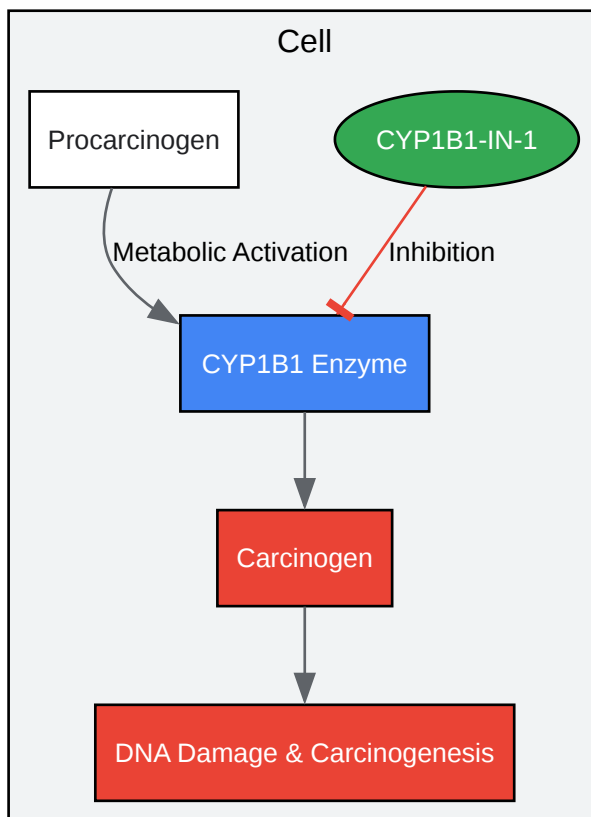 Cell
Procarcinogen
CYP1B1-IN-1
Metabolic Activation
Inhibition
CYP1B1 Enzyme
Carcinogen
DNA Damage & Carcinogenesis